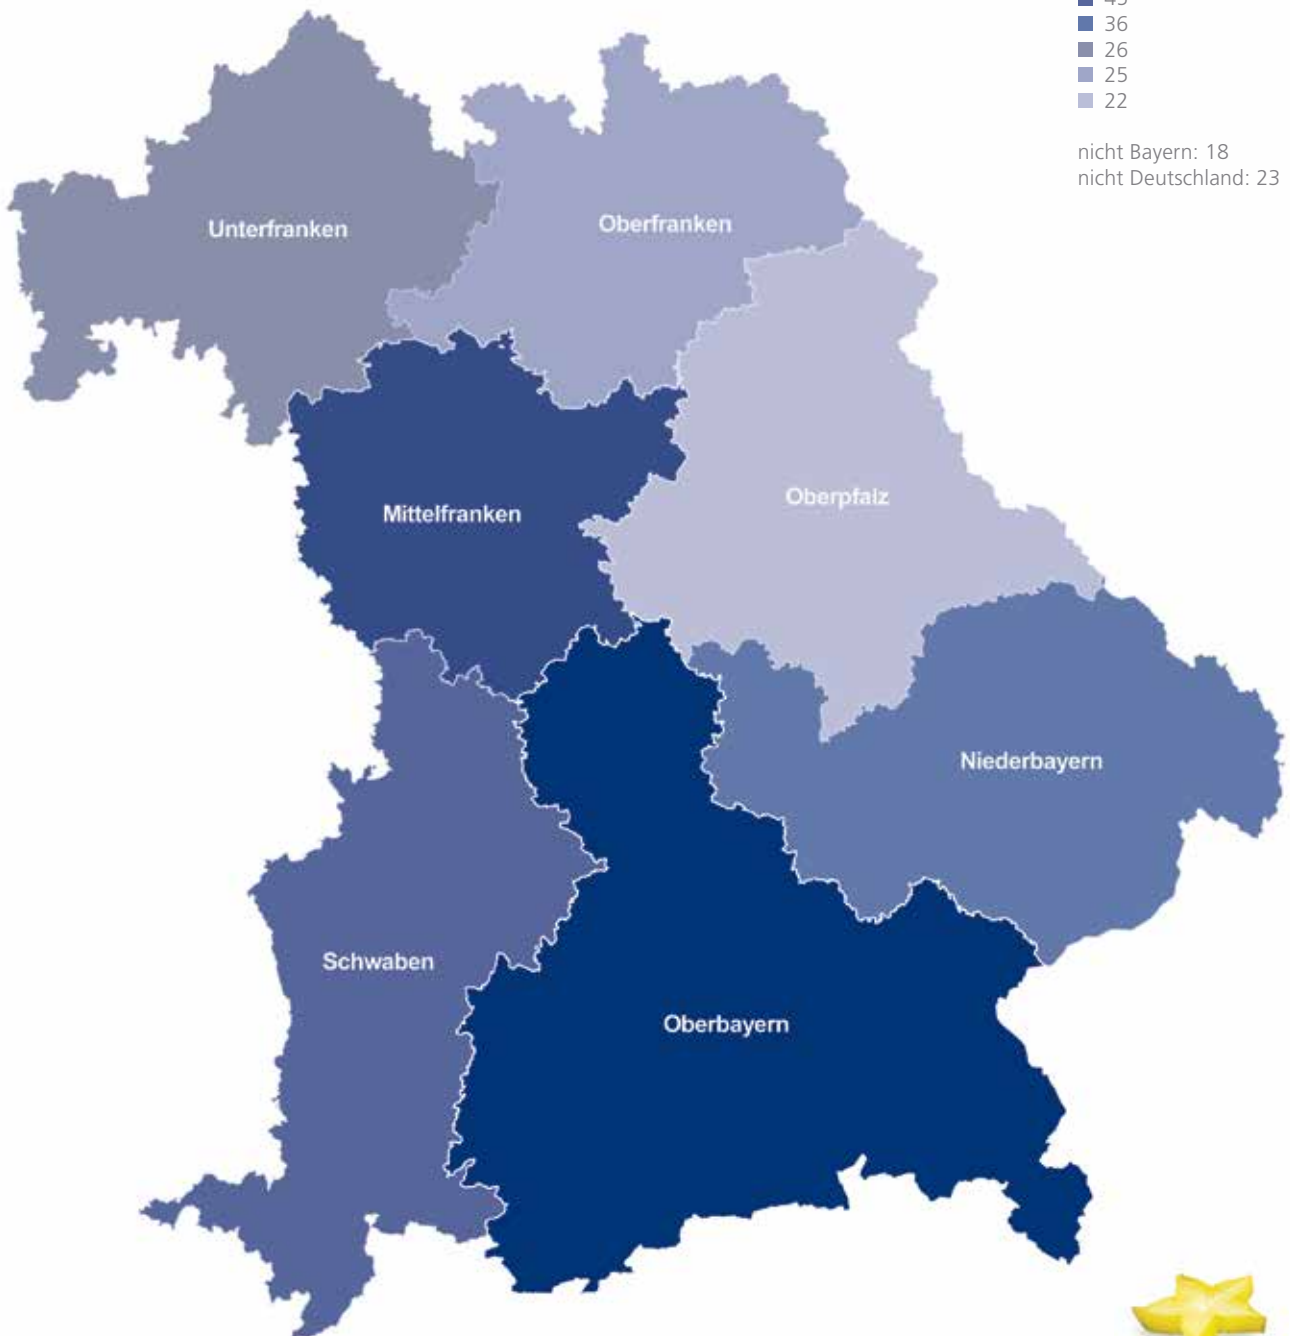 36
26
25
22
nicht Bayern: 18
nicht Deutschland: 23
Unterfranken
Oberfranken
Oberpfalz
Mittelfranken
Niederbayern
Schwaben
Oberbayern